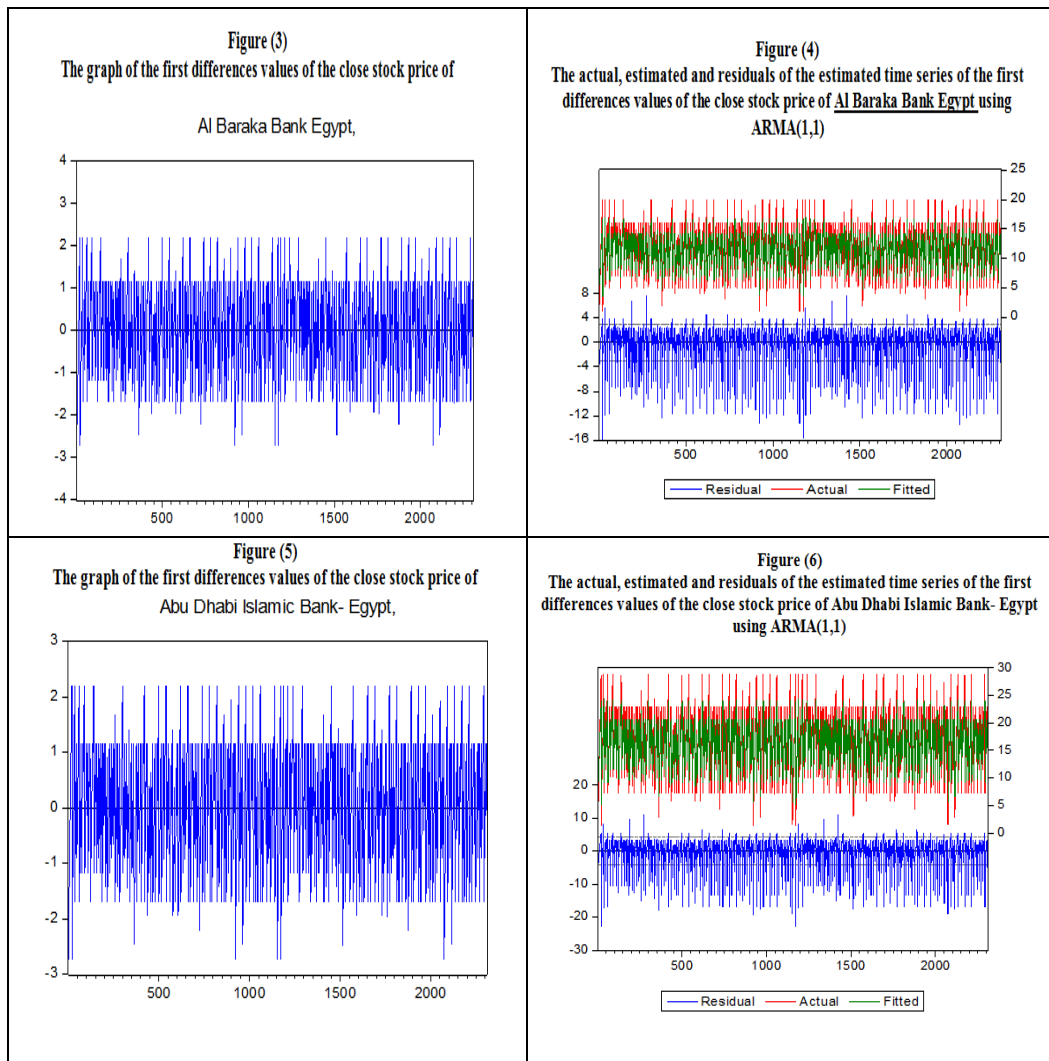 Figure (3)
The graph of the first differences values of the close stock price of
Al Baraka Bank Egypt,
4
3
2
1
0
-1
-2
-3
-4
500 1000 1500 2000
Figure (4)
The actual, estimated and residuals of the estimated time series of the first
differences values of the close stock price of Al Baraka Bank Egypt using
ARMA(1,1)
25
20
15
10
5
0
8
4
0
-4
-8
-12
-16
500 1000 1500 2000
Residual Actual Fitted
Figure (5)
The graph of the first differences values of the close stock price of
Abu Dhabi Islamic Bank- Egypt,
3
2
1
0
-1
-2
-3
500 1000 1500 2000
Figure (6)
The actual, estimated and residuals of the estimated time series of the first
differences values of the close stock price of Abu Dhabi Islamic Bank- Egypt
using ARMA(1,1)
30
25
20
15
10
5
0
20
10
0
-10
-20
-30
500 1000 1500 2000
Residual Actual Fitted